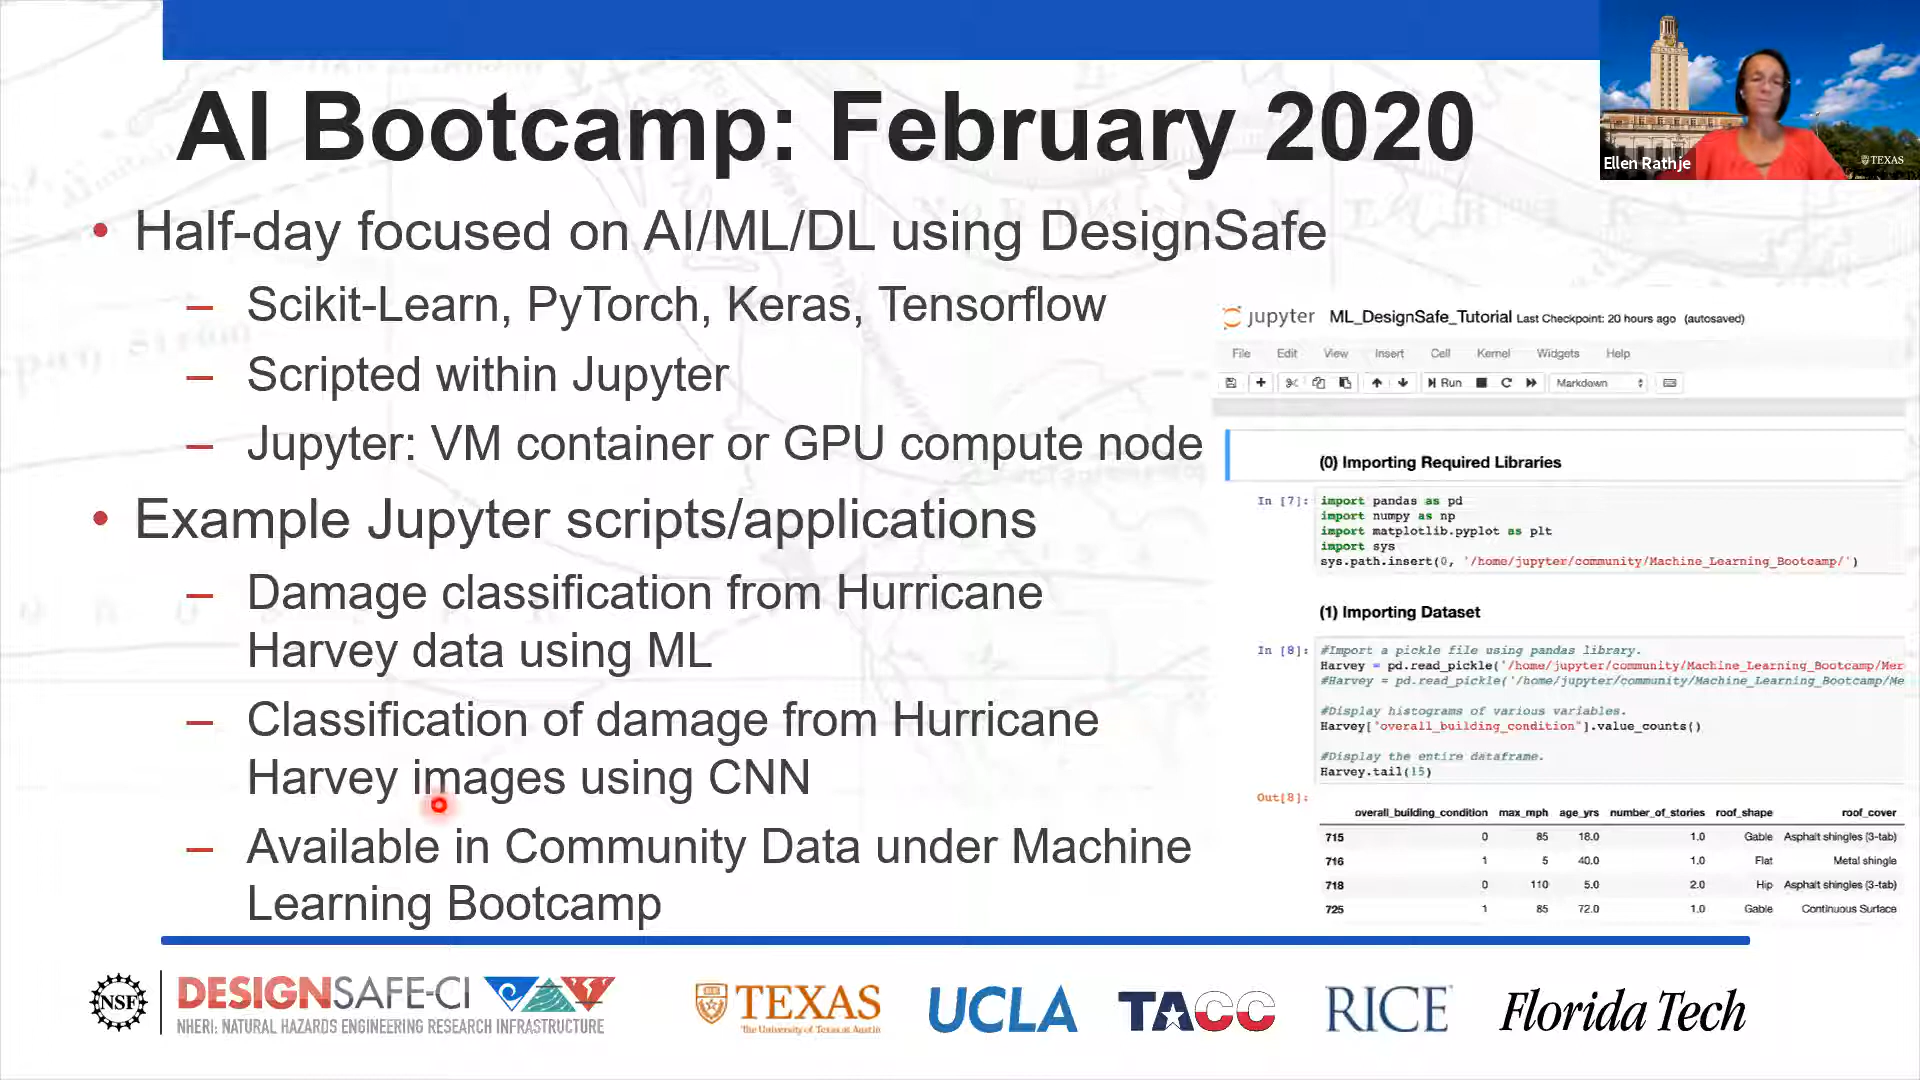 AI Bootcamp: February 2020
Ellen Rathje
TEXAS
• Half-day focused on AI/ML/DL using DesignSafe
– Scikit-Learn, PyTorch, Keras, Tensorflow
– Scripted within Jupyter
– Jupyter: VM container or GPU compute node
• Example Jupyter scripts/applications
– Damage classification from Hurricane
Harvey data using ML
– Classification of damage from Hurricane
Harvey images using CNN
– Available in Community Data under Machine
Learning Bootcamp
jupyter ML_DesignSafe_Tutorial Last Checkpoint: 20 hours ago (autosaved)
File Edit View Insert Cell Kernel Widgets Help
Run Markdown
(0) Importing Required Libraries
In [7]: import pandas as pd
import numpy as np
import matplotlib.pyplot as plt
import sys
sys.path.insert(0, '/home/jupyter/community/Machine_Learning_Bootcamp/')
(1) Importing Dataset
In [8]: #Import a pickle file using pandas library.
Harvey = pd.read_pickle('/home/jupyter/community/Machine_Learning_Bootcamp/Mer
#Harvey = pd.read_pickle('/home/jupyter/community/Machine_Learning_Bootcamp/Me
#Display histograms of various variables.
Harvey["overall_building_condition"].value_counts()
#Display the entire dataframe.
Harvey.tail(15)
Out[8]:
overall_building_condition max_mph age_yrs number_of_stories roof_shape roof_cover
715 0 85 18.0 1.0 Gable Asphalt shingles (3-tab)
716 1 5 40.0 1.0 Flat Metal shingle
718 0 110 5.0 2.0 Hip Asphalt shingles (3-tab)
725 1 85 72.0 1.0 Gable Continuous Surface
NSF
DESIGNSAFE-CI
NHERI: NATURAL HAZARDS ENGINEERING RESEARCH INFRASTRUCTURE
TEXAS
The University of Texas at Austin
UCLA
TACC
RICE
Florida Tech